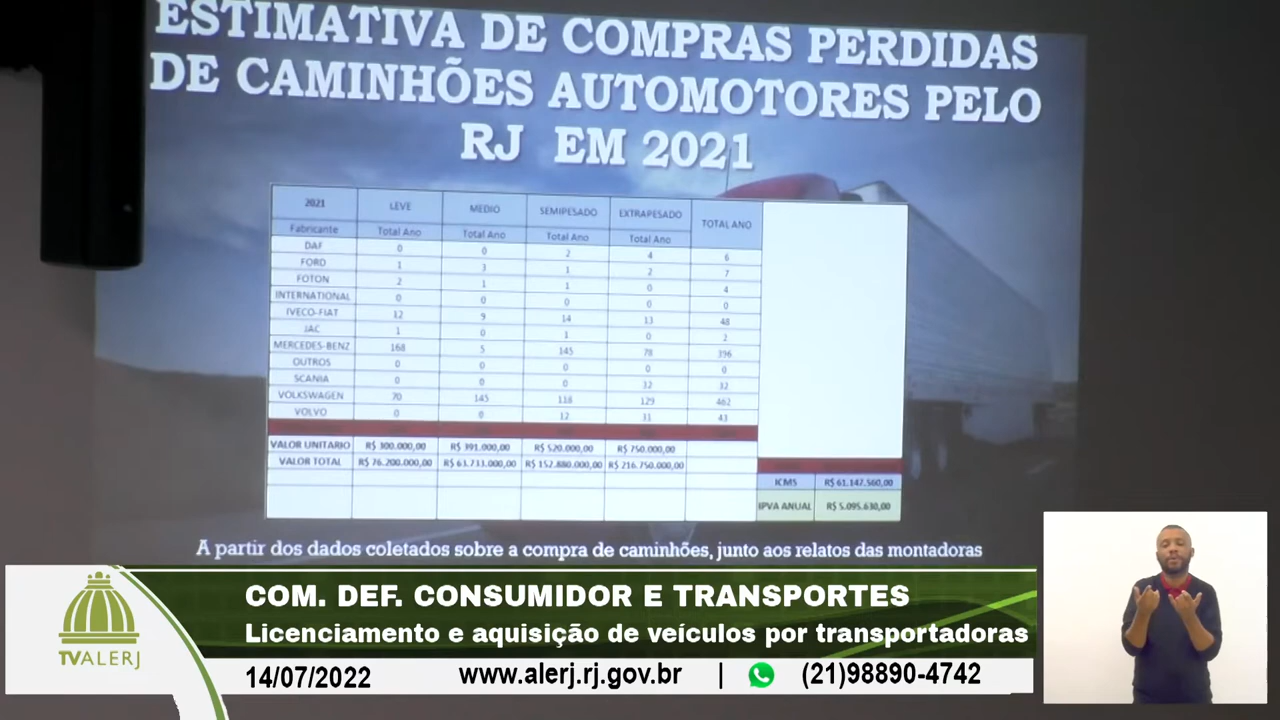 ESTIMATIVA DE COMPRAS PERDIDAS
DE CAMINHÕES AUTOMOTORES PELO
RJ EM 2021
2021 LEVE MEDIO SEMIPESADO EXTRAPESADO TOTAL ANO
Fabricante Total Ano Total Ano Total Ano Total Ano
DAF 0 0 2 4 6
FORD 1 3 1 2 7
FOTON 2 1 1 0 4
INTERNATIONAL 0 0 0 0 0
IVECO-FIAT 12 9 14 13 48
JAC 1 0 1 0 2
MERCEDES-BENZ 168 5 145 78 396
OUTROS 0 0 0 0 0
SCANIA 0 0 0 32 32
VOLKSWAGEN 70 145 118 129 462
VOLVO 0 0 12 31 43
VALOR UNITARIO R$ 300.000,00 R$ 391.000,00 R$ 520.000,00 R$ 750.000,00
VALOR TOTAL R$ 76.200.000,00 R$ 63.733.000,00 R$ 152.880.000,00 R$ 216.750.000,00
ICMS R$ 61.147.560,00
IPVA ANUAL R$ 5.095.630,00
A partir dos dados coletados sobre a compra de caminhões, junto aos relatos das montadoras
COM. DEF. CONSUMIDOR E TRANSPORTES
Licenciamento e aquisição de veículos por transportadoras
TVALERJ
14/07/2022 www.alerj.rj.gov.br | (21)98890-4742